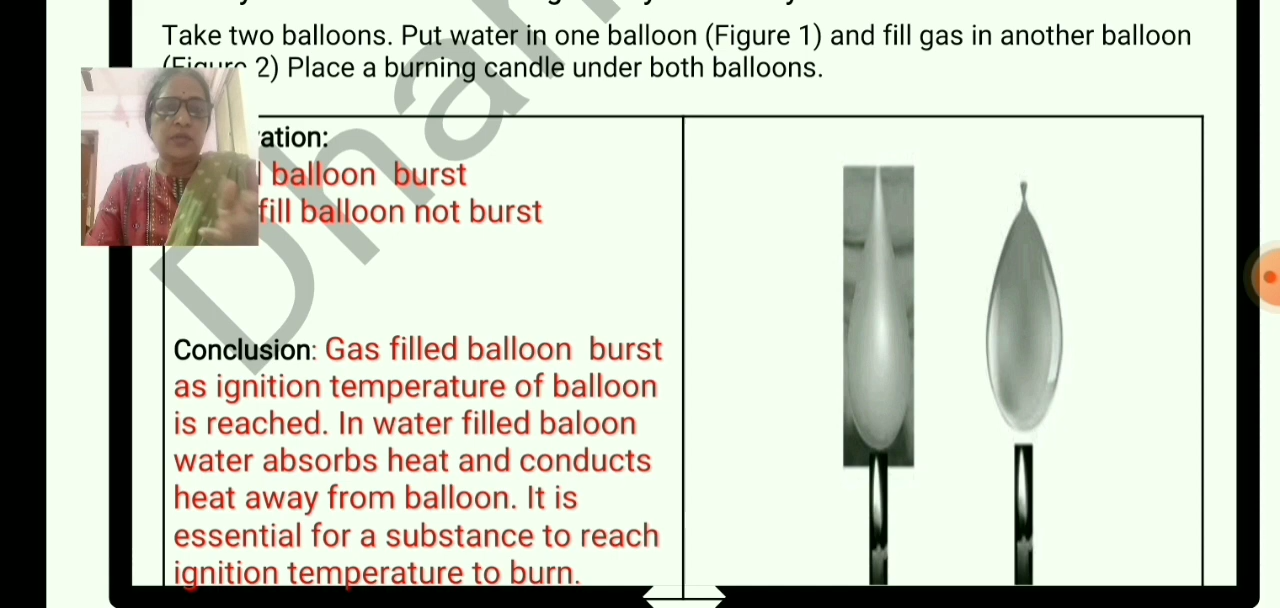 Take two balloons. Put water in one balloon (Figure 1) and fill gas in another balloon
(Figure 2) Place a burning candle under both balloons.
balloon burst
fill balloon not burst
Conclusion: Gas filled balloon burst
as ignition temperature of balloon
is reached. In water filled baloon
water absorbs heat and conducts
heat away from balloon. It is
essential for a substance to reach
ignition temperature to burn.